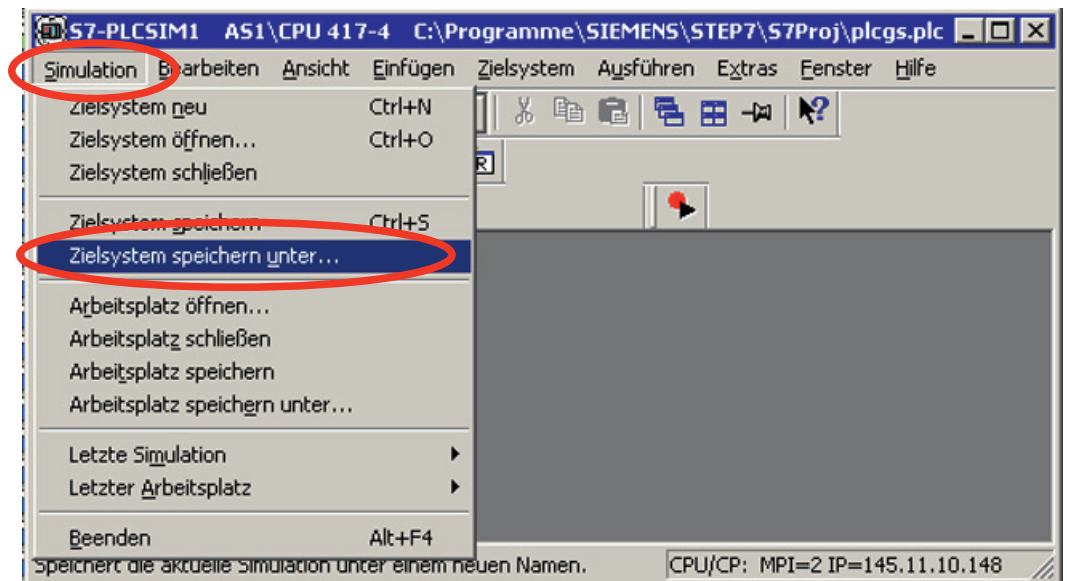 S7-PLCSIM1 AS1\CPU 417-4 C:\Programme\SIEMENS\STEP7\S7Proj\plcgs.plc
Simulation Bearbeiten Ansicht Einfügen Zielsystem Ausführen Extras Fenster Hilfe
Zielsystem neu Ctrl+N
Zielsystem öffnen... Ctrl+O
Zielsystem schließen
Zielsystem speichern Ctrl+S
Zielsystem speichern unter...
Arbeitsplatz öffnen...
Arbeitsplatz schließen
Arbeitsplatz speichern
Arbeitsplatz speichern unter...
Letzte Simulation
Letzter Arbeitsplatz
Beenden Alt+F4
Speichert die aktuelle Simulation unter einem neuen Namen. CPU/CP: MPI=2 IP=145.11.10.148